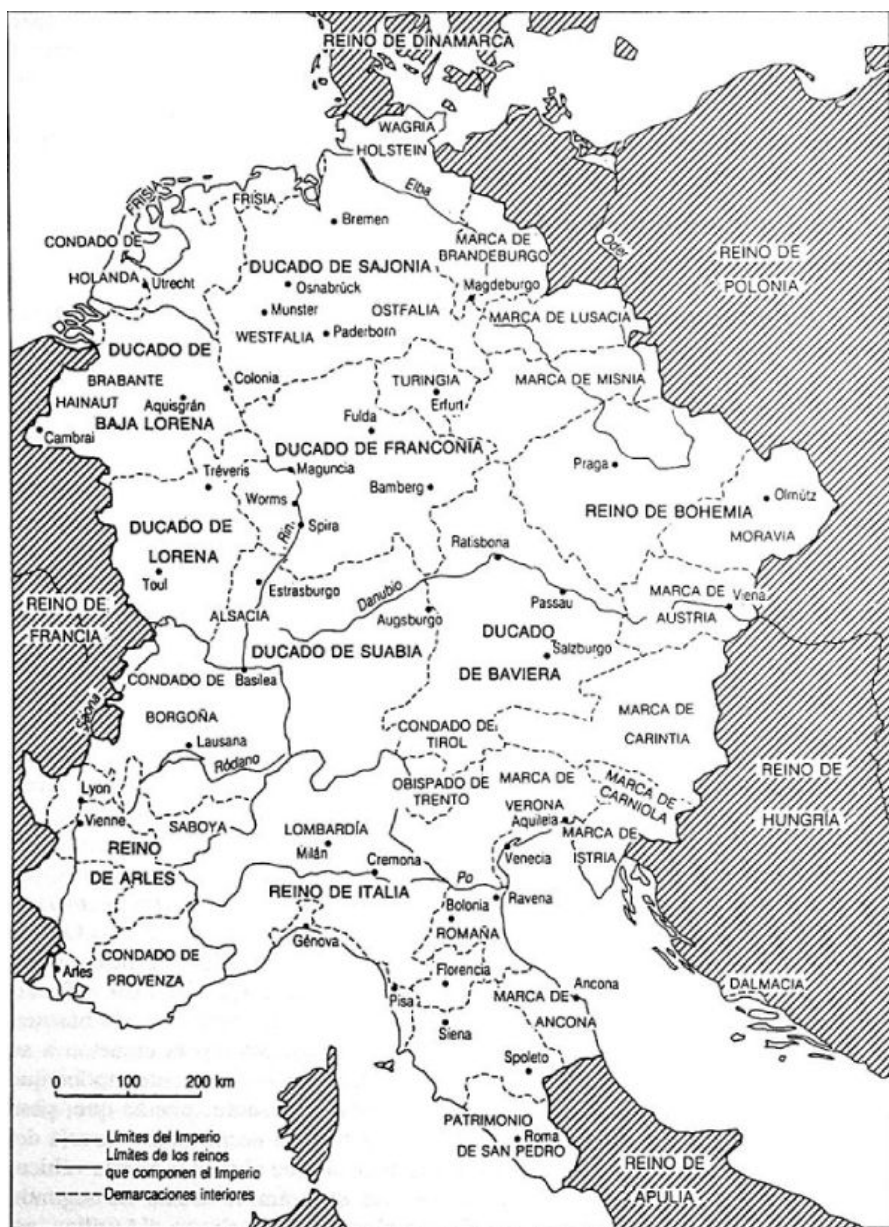 REINO DE DINAMARCA
WAGRIA
HOLSTEIN
Elba
FRISIA
FRISIA
Bremen
CONDADO DE
HOLANDA
Utrecht
DUCADO DE SAJONIA
MARCA DE
BRANDEBURGO
Oder
REINO DE
POLONIA
Osnabrück
Munster
OSTFALIA
Magdeburgo
WESTFALIA
Paderborn
MARCA DE LUSACIA
DUCADO DE
BRABANTE
HAINAUT
Aquisgrán
BAJA LORENA
Cambrai
Colonia
TURINGIA
Erfurt
MARCA DE MISNIA
Fulda
DUCADO DE FRANCONIA
Tréveris
Maguncia
Bamberg
Praga
Worms
Spira
Rin
REINO DE BOHEMIA
Olmütz
MORAVIA
DUCADO DE
LORENA
Toul
Ratisbona
Estrasburgo
Danubio
Passau
MARCA DE
Viena
AUSTRIA
REINO DE
FRANCIA
ALSACIA
Augsburgo
DUCADO DE SUABIA
DUCADO
DE BAVIERA
Salzburgo
CONDADO DE
Basilea
BORGOÑA
Saona
Lausana
Ródano
CONDADO DE
TIROL
MARCA DE
CARINTIA
OBISPADO DE
TRENTO
MARCA DE
VERONA
Aquileia
MARCA DE
CARNIOLA
MARCA DE
ISTRIA
REINO DE
HUNGRÍA
Lyon
Vienne
SABOYA
LOMBARDÍA
Milán
Cremona
Venecia
REINO
DE ARLES
REINO DE ITALIA
Po
Bolonia
Ravena
ROMAÑA
Génova
CONDADO DE
PROVENZA
Arles
Florencia
Pisa
Siena
MARCA DE
ANCONA
Ancona
DALMACIA
Spoleto
PATRIMONIO
Roma
DE SAN PEDRO
REINO DE
APULIA
0 100 200 km
Límites del Imperio
Límites de los reinos
que componen el Imperio
Demarcaciones interiores